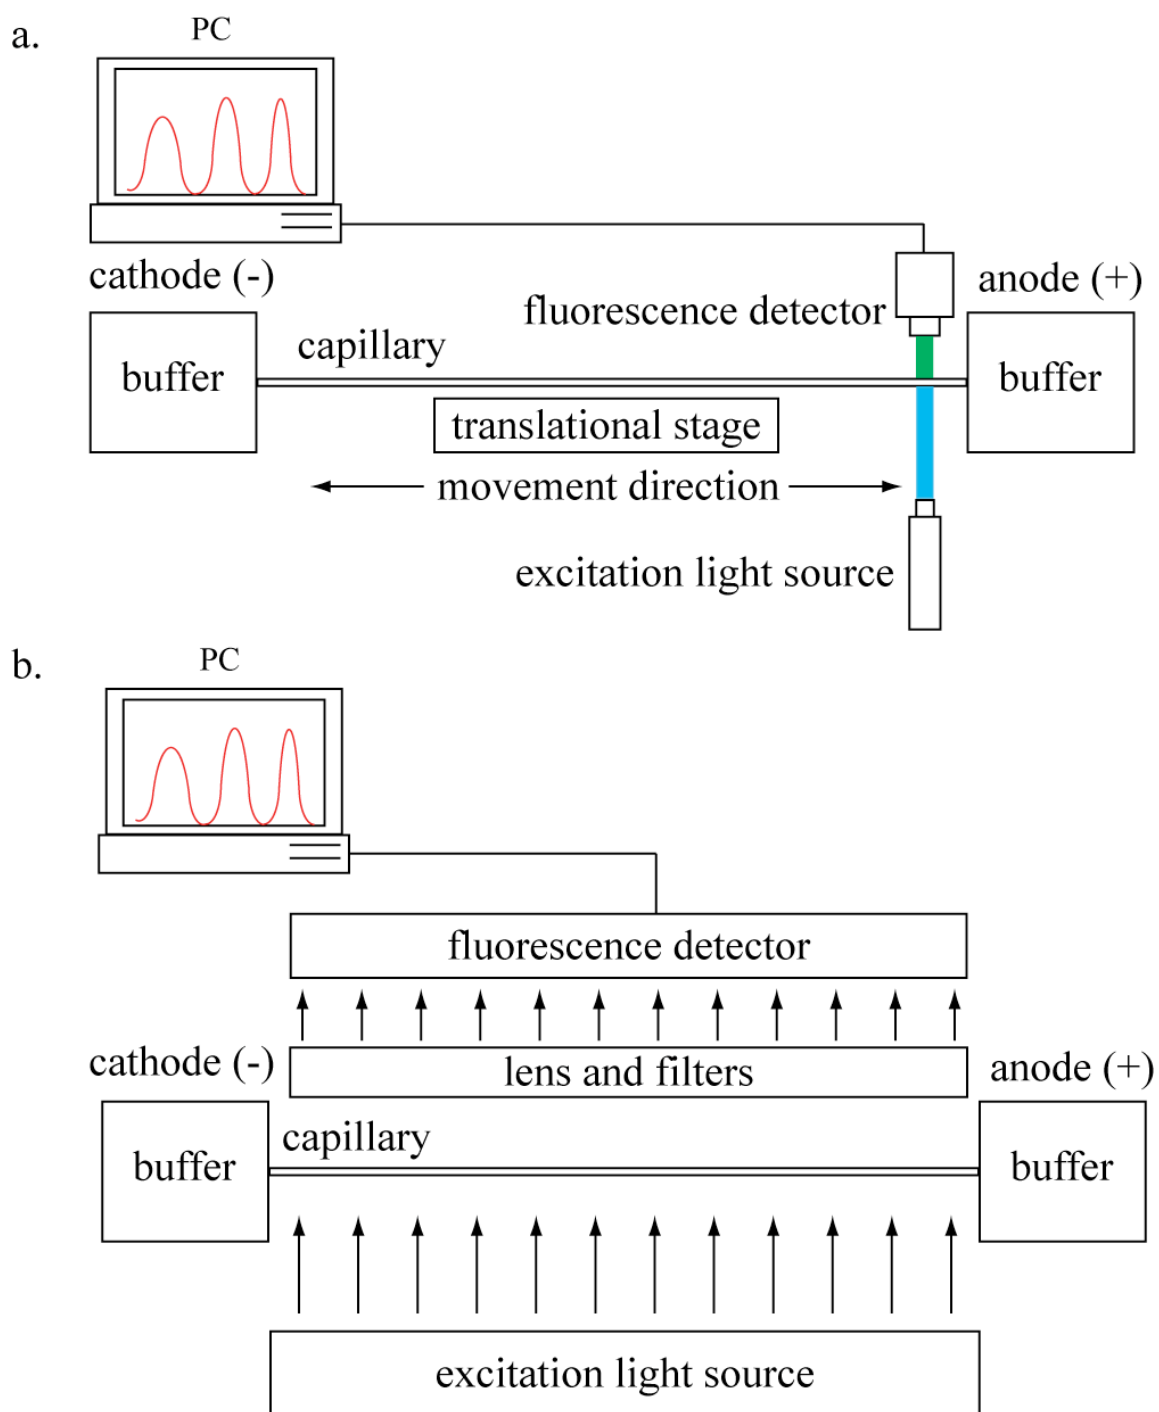 a.
PC
cathode (-)
anode (+)
fluorescence detector
capillary
buffer
buffer
translational stage
movement direction
excitation light source
b.
PC
fluorescence detector
cathode (-)
lens and filters
anode (+)
capillary
buffer
buffer
excitation light source